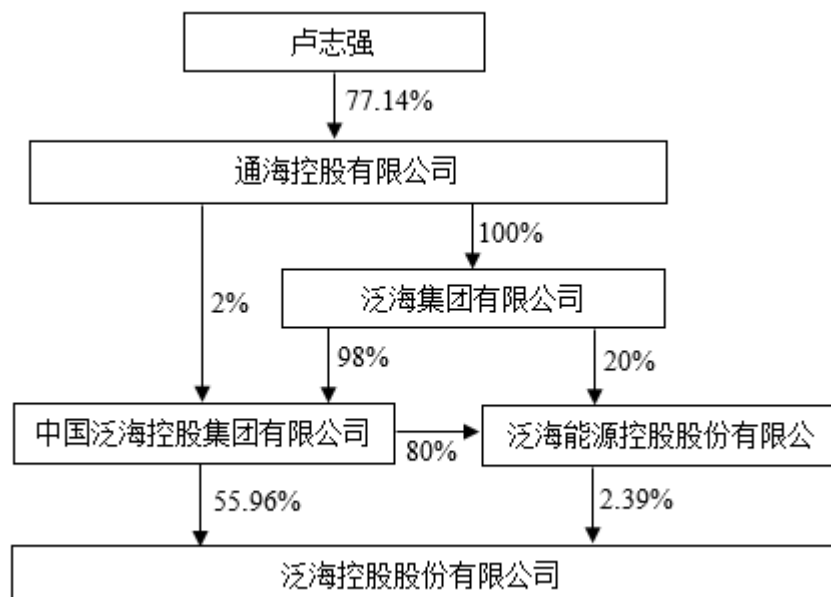 卢志强
77.14%
通海控股有限公司
100%
泛海集团有限公司
2%
98%
20%
中国泛海控股集团有限公司
80%
泛海能源控股股份有限公
55.96%
2.39%
泛海控股股份有限公司